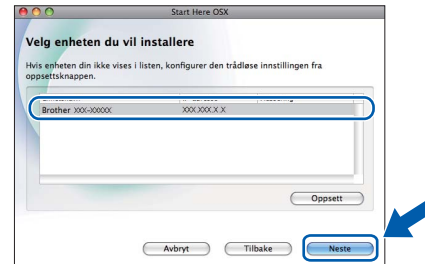 Start Here OSX
Velg enheten du vil installere
Hvis enheten din ikke vises i listen, konfigurer den trådløse innstillingen fra
oppsettsknappen.
Brother XXX-XXXXX XXX.XXX.X.X
Oppsett
Avbryt Tilbake Neste